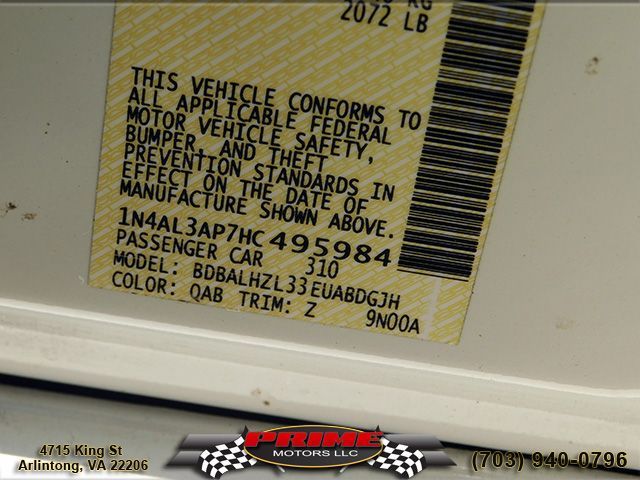 KG
2072 LB
THIS VEHICLE CONFORMS TO
ALL APPLICABLE FEDERAL
MOTOR VEHICLE SAFETY,
BUMPER, AND THEFT
PREVENTION STANDARDS IN
EFFECT ON THE DATE OF
MANUFACTURE SHOWN ABOVE.
1N4AL3AP7HC495984
PASSENGER CAR 310
MODEL: BDBALHZL33EUABDGJH
COLOR: QAB TRIM: Z 9N00A
4715 King St
Arlintong, VA 22206
PRIME
MOTORS LLC
(703) 940-0796